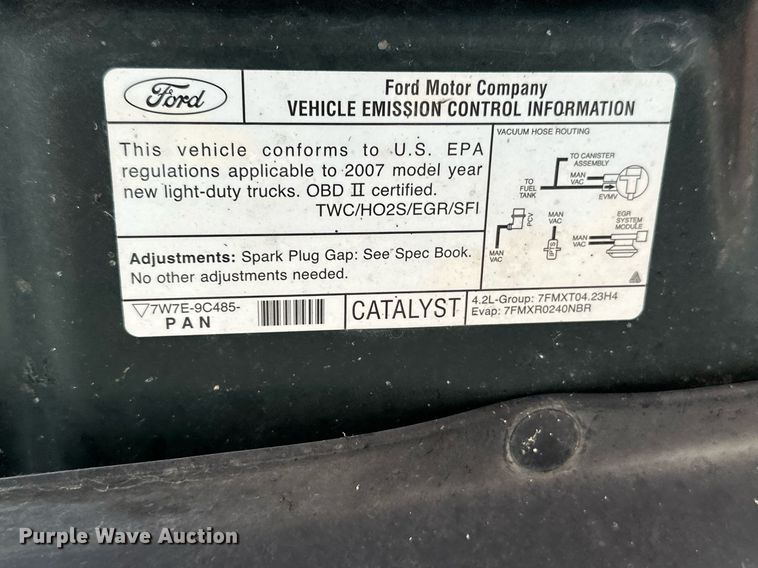 Ford
Ford Motor Company
VEHICLE EMISSION CONTROL INFORMATION
This vehicle conforms to U.S. EPA
regulations applicable to 2007 model year
new light-duty trucks. OBD II certified.
TWC/HO2S/EGR/SFI
Adjustments: Spark Plug Gap: See Spec Book.
No other adjustments needed.
VACUUM HOSE ROUTING
TO CANISTER
ASSEMBLY
TO
FUEL
TANK
MAN
VAC
EVMV
PCV
MAN
VAC
MAN
VAC
FTS
EGR
SYSTEM
MODULE
MAN
VAC
7W7E-9C485-
PAN
CATALYST
4.2L-Group: 7FMXT04.23H4
Evap: 7FMXR0240NBR
Purple Wave Auction